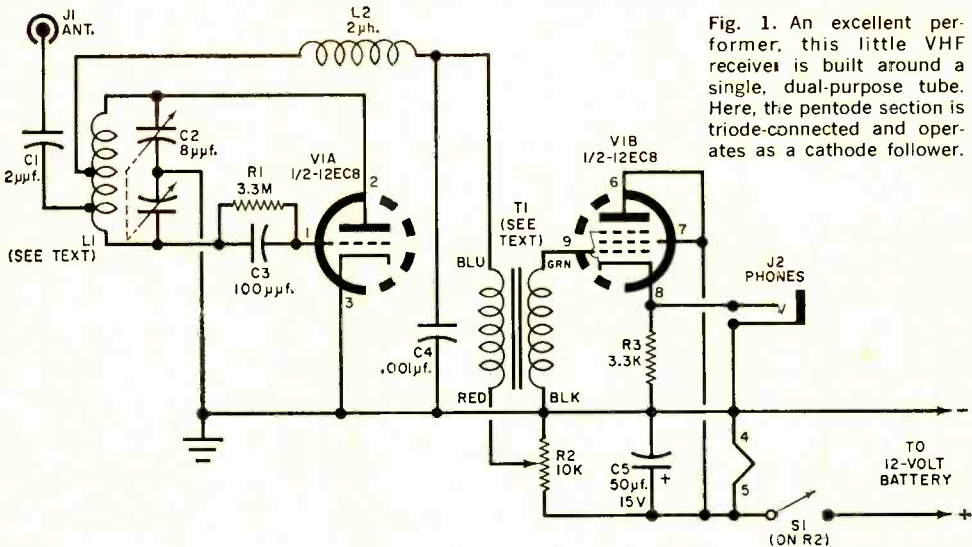 J1
ANT.
L2
2µh.
Fig. 1. An excellent per-
former, this little VHF
receiver is built around a
single, dual-purpose tube.
Here, the pentode section is
triode-connected and oper-
ates as a cathode follower.
C1
2µµf.
C2
8µµf.
R1
3.3M
V1A
1/2-12EC8
2
1
3
L1
(SEE TEXT)
C3
100µµf.
V1B
1/2-12EC8
6
T1
(SEE
TEXT)
9
7
8
BLU
GRN
J2
PHONES
C4
.001µf.
R3
3.3K
RED
BLK
R2
10K
C5
50µf.
15V
+
4
5
S1
(ON R2)
-
TO
12-VOLT
BATTERY
+